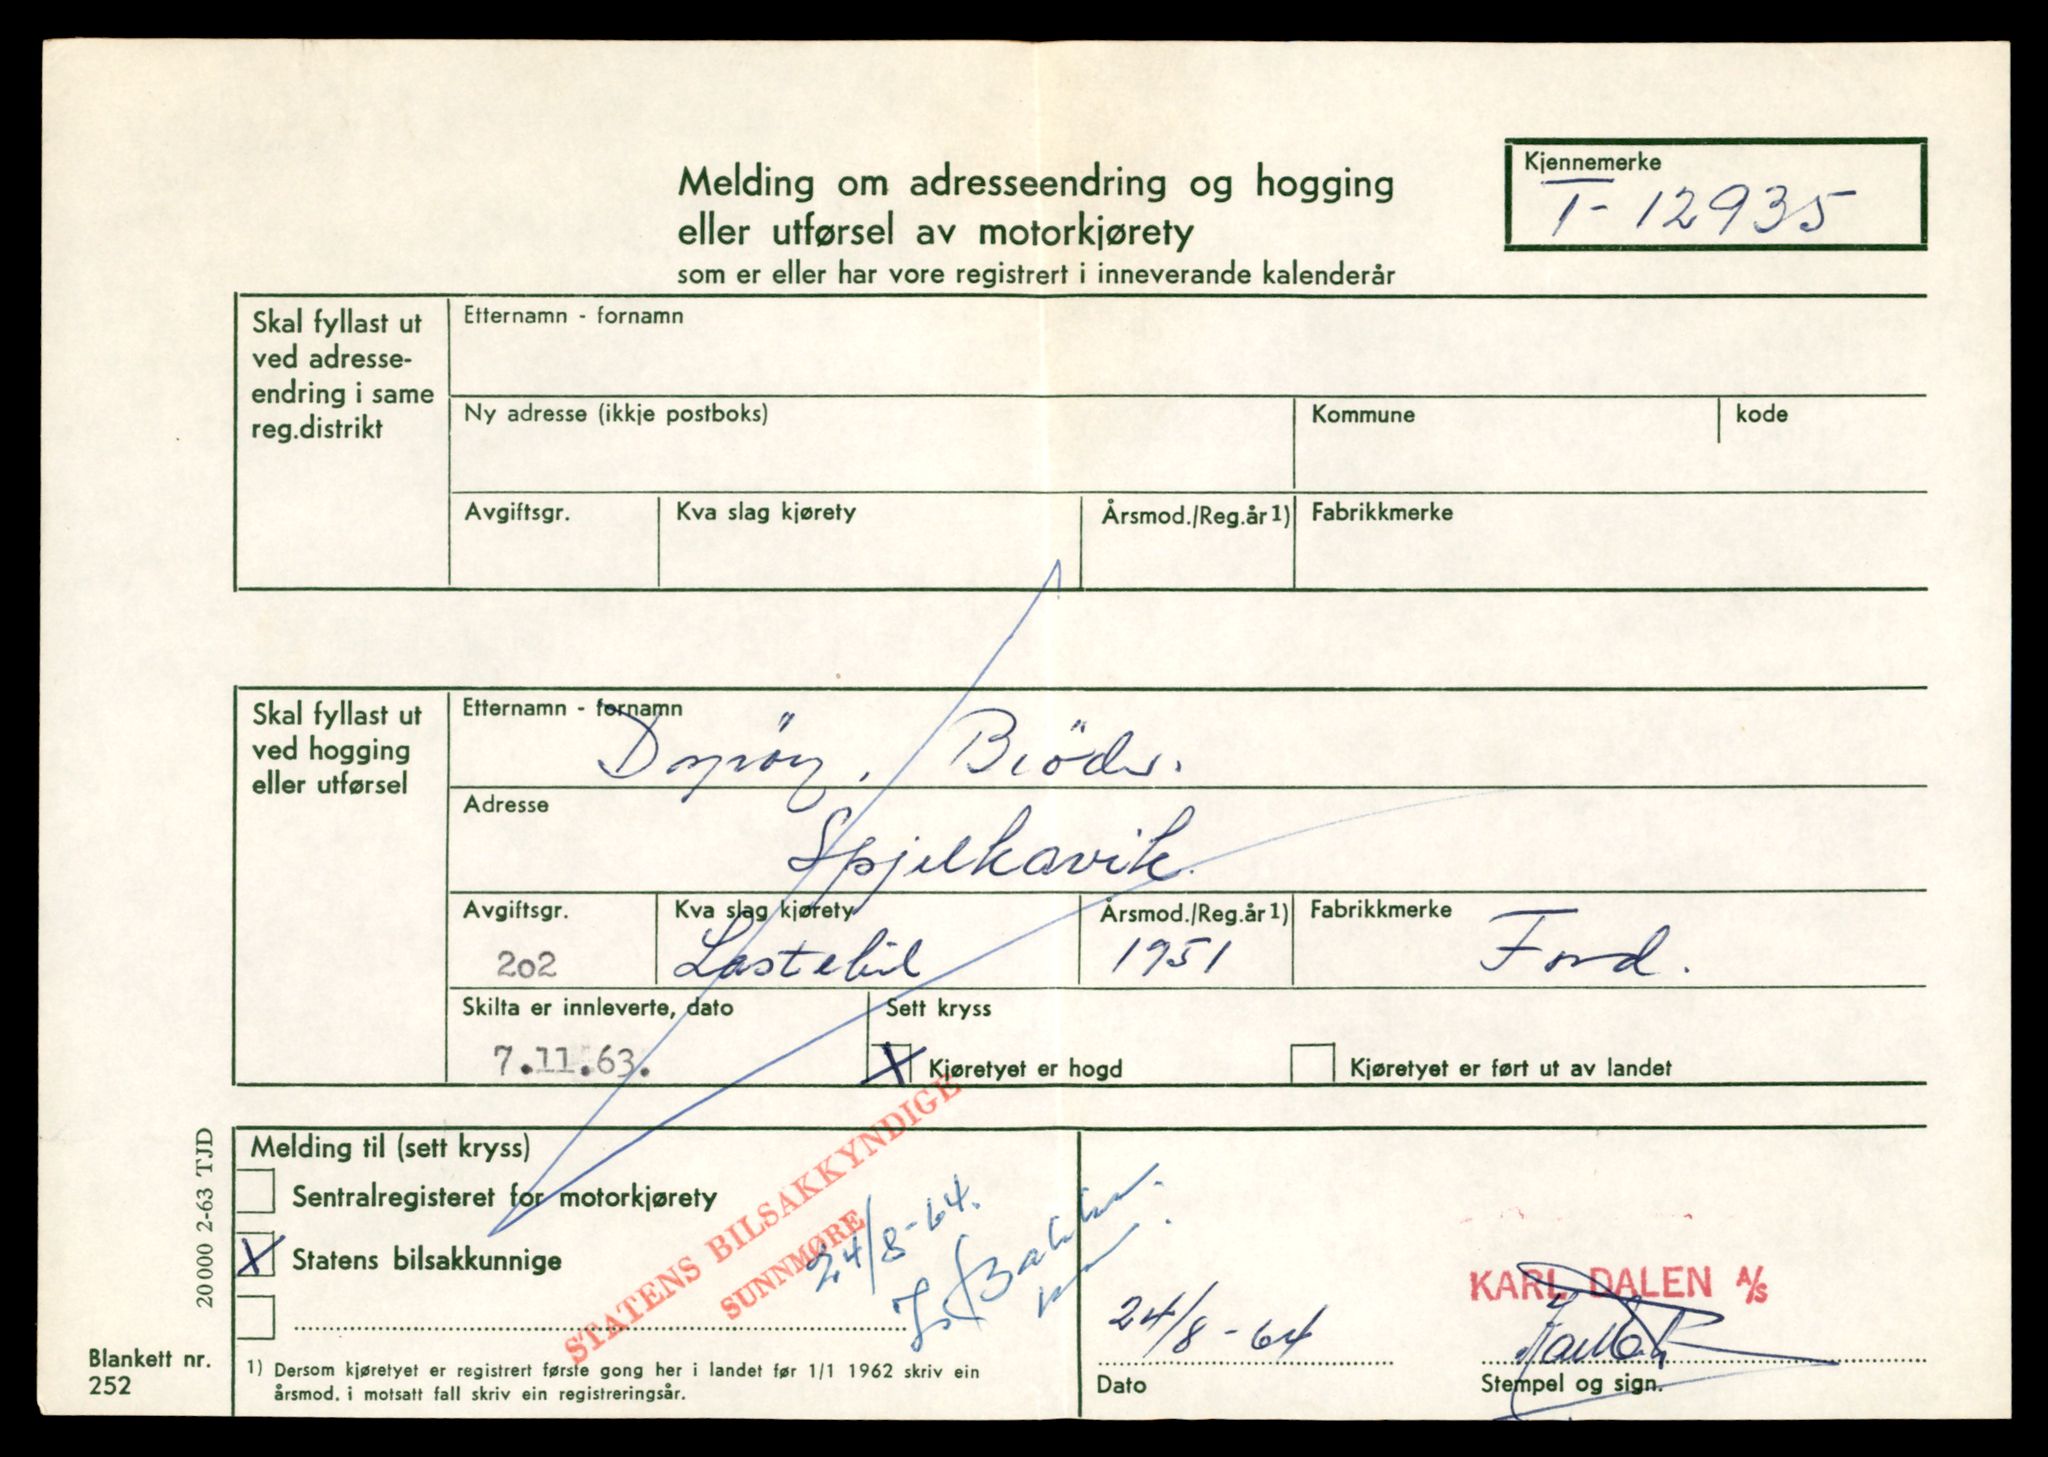 Melding om adresseendring og hogging
eller utførsel av motorkjørety
som er eller har vore registrert i inneverande kalenderår
Kjennemerke
T-12935
Skal fyllast ut
ved adresse-
endring i same
reg.distrikt
Etternamn - fornamn
Ny adresse (ikkje postboks)
Kommune
kode
Avgiftsgr.
Kva slag kjørety
Årsmod./Reg.år 1)
Fabrikkmerke
Skal fyllast ut
ved hogging
eller utførsel
Etternamn - fornamn
Brödr.
Adresse
Spjelkavik
Avgiftsgr.
202
Kva slag kjørety
Lastebil
Årsmod./Reg.år 1)
1951
Fabrikkmerke
Ford.
Skilta er innleverte, dato
7.11.63.
Sett kryss
X Kjøretyet er hogd
Kjøretyet er ført ut av landet
Melding til (sett kryss)
Sentralregisteret for motorkjørety
X Statens bilsakkunnige
STATENS BILSAKKYNDIGE
SUNNMØRE
24/8-64.
1) Dersom kjøretyet er registrert første gong her i landet før 1/1 1962 skriv ein
årsmod. i motsatt fall skriv ein registreringsår.
24/8-64
Dato
KARL DALEN A/S
Stempel og sign.
20 000 2-63 TJD
Blankett nr.
252